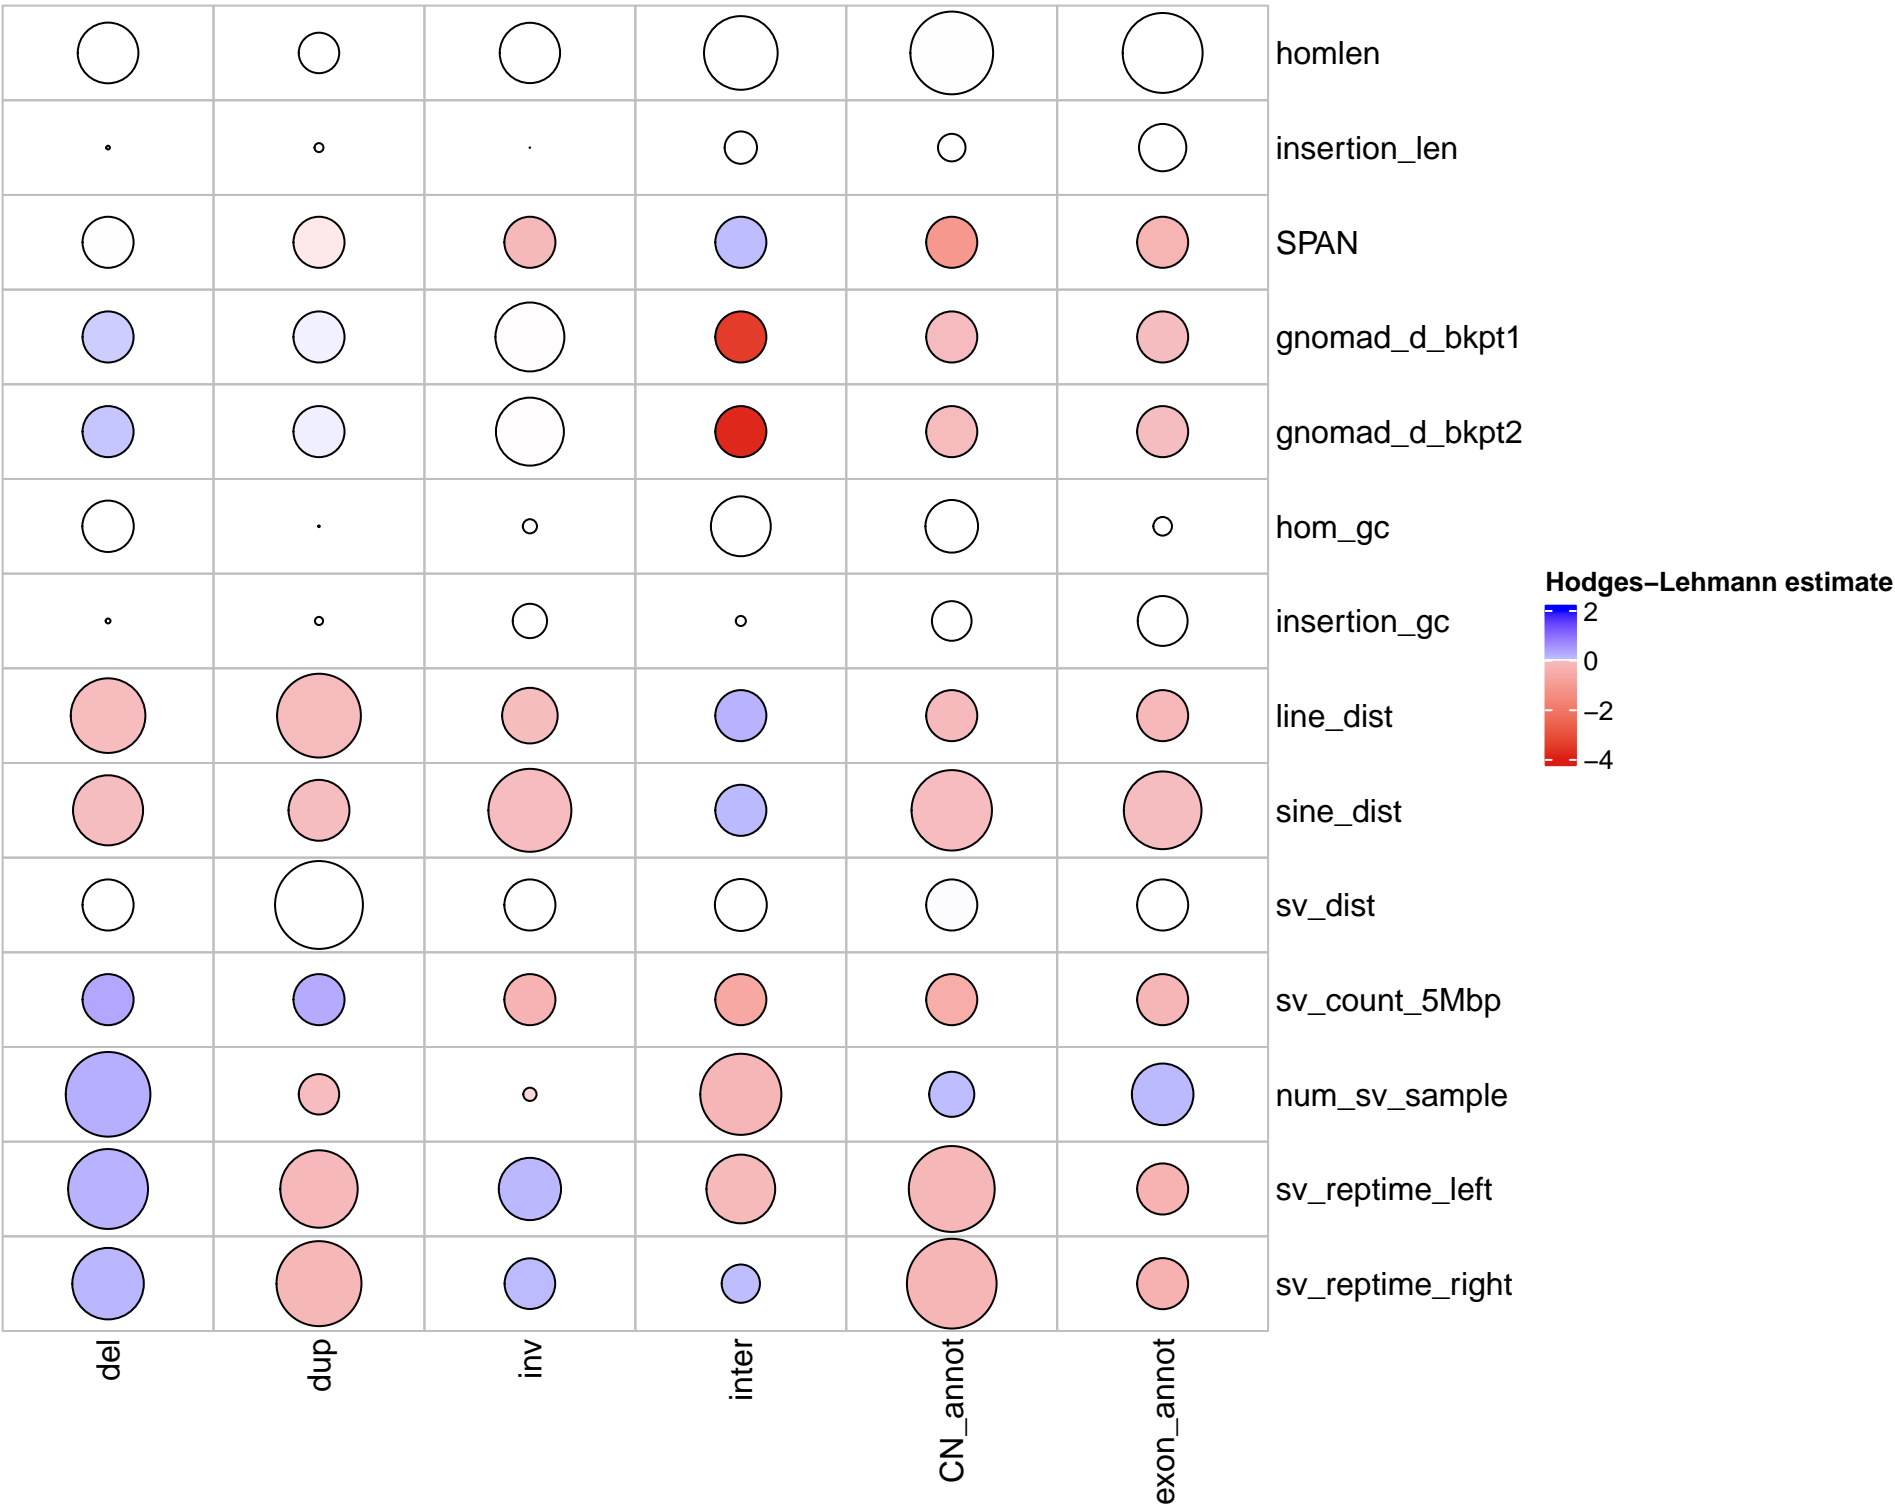 homlen
insertion_len
SPAN
gnomad_d_bkpt1
gnomad_d_bkpt2
hom_gc
insertion_gc
line_dist
sine_dist
sv_dist
sv_count_5Mbp
num_sv_sample
sv_reptime_left
sv_reptime_right
del
dup
inv
inter
CN_annot
exon_annot
Hodges−Lehmann estimate
2
0
−2
−4